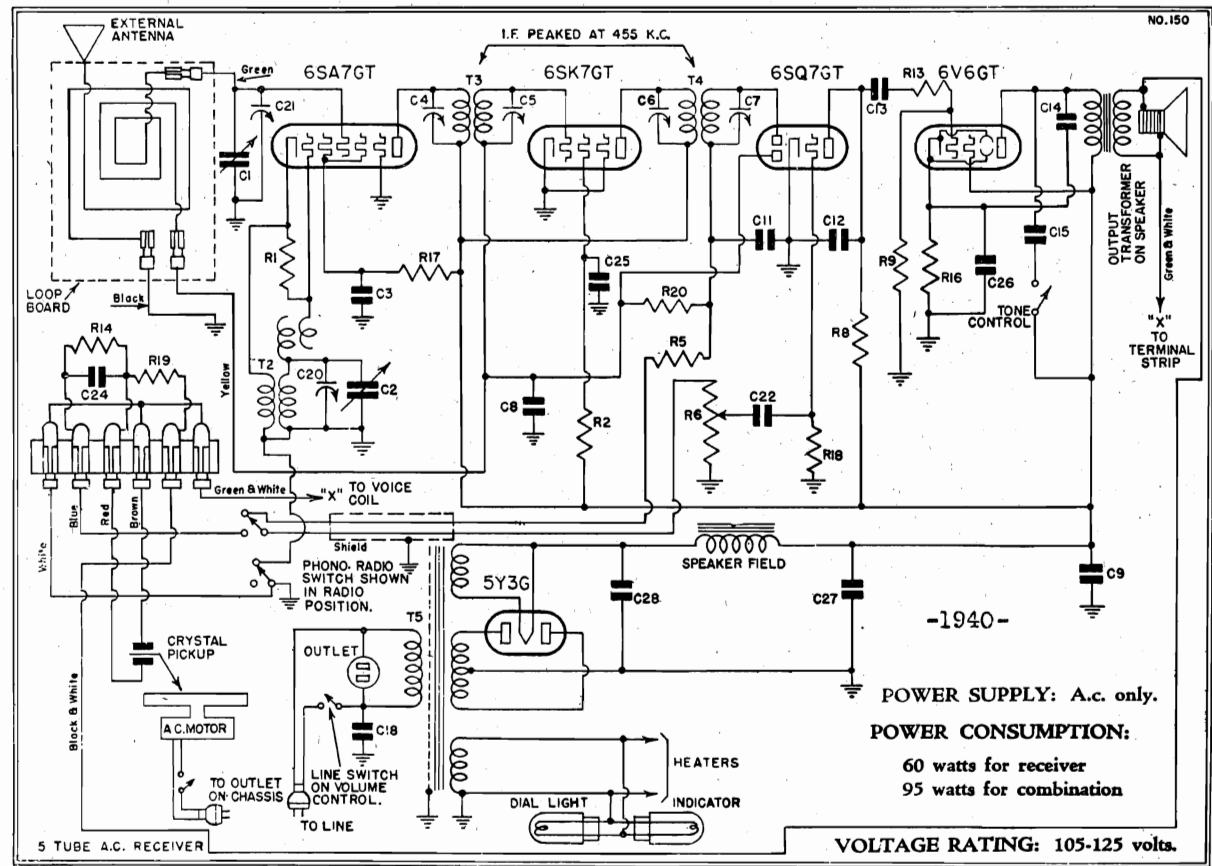 NO. 150
EXTERNAL
ANTENNA
I.F. PEAKED AT 455 K.C.
Green
6SA7GT
T3
6SK7GT
T4
6SQ7GT
R13
6V6GT
C21
C4
C5
C6
C7
C13
C14
C1
OUTPUT
TRANSFORMER
ON SPEAKER
Green & White
C11
C12
R1
R17
C25
R9
R16
C26
C15
C3
R20
LOOP
BOARD
Black
TONE
CONTROL
"X"
TO
TERMINAL
STRIP
R14
R5
R8
R19
T2
C20
C2
C24
Yellow
C8
R2
R6
C22
R18
Green & White
"X" TO VOICE
COIL
Blue
Red
Brown
White
Shield
PHONO-RADIO
SWITCH SHOWN
IN RADIO
POSITION.
SPEAKER FIELD
C9
5Y3G
C28
C27
T5
-1940-
CRYSTAL
PICKUP
OUTLET
Black & White
A.C. MOTOR
C18
POWER SUPPLY: A.c. only.
POWER CONSUMPTION:
60 watts for receiver
95 watts for combination
LINE SWITCH
ON VOLUME
CONTROL.
HEATERS
TO OUTLET
ON-CHASSIS
TO LINE
DIAL LIGHT
INDICATOR
5 TUBE A.C. RECEIVER
VOLTAGE RATING: 105-125 volts.